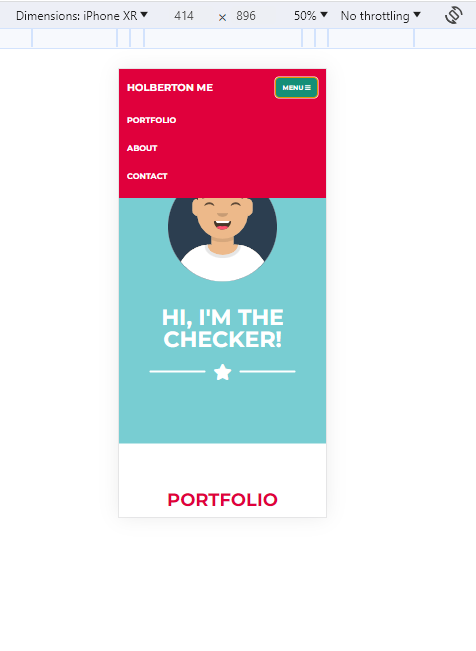 Dimensions: iPhone XR 414 × 896 50% No throttling
HOLBERTON ME MENU
PORTFOLIO
ABOUT
CONTACT
HI, I'M THE
CHECKER!
PORTFOLIO